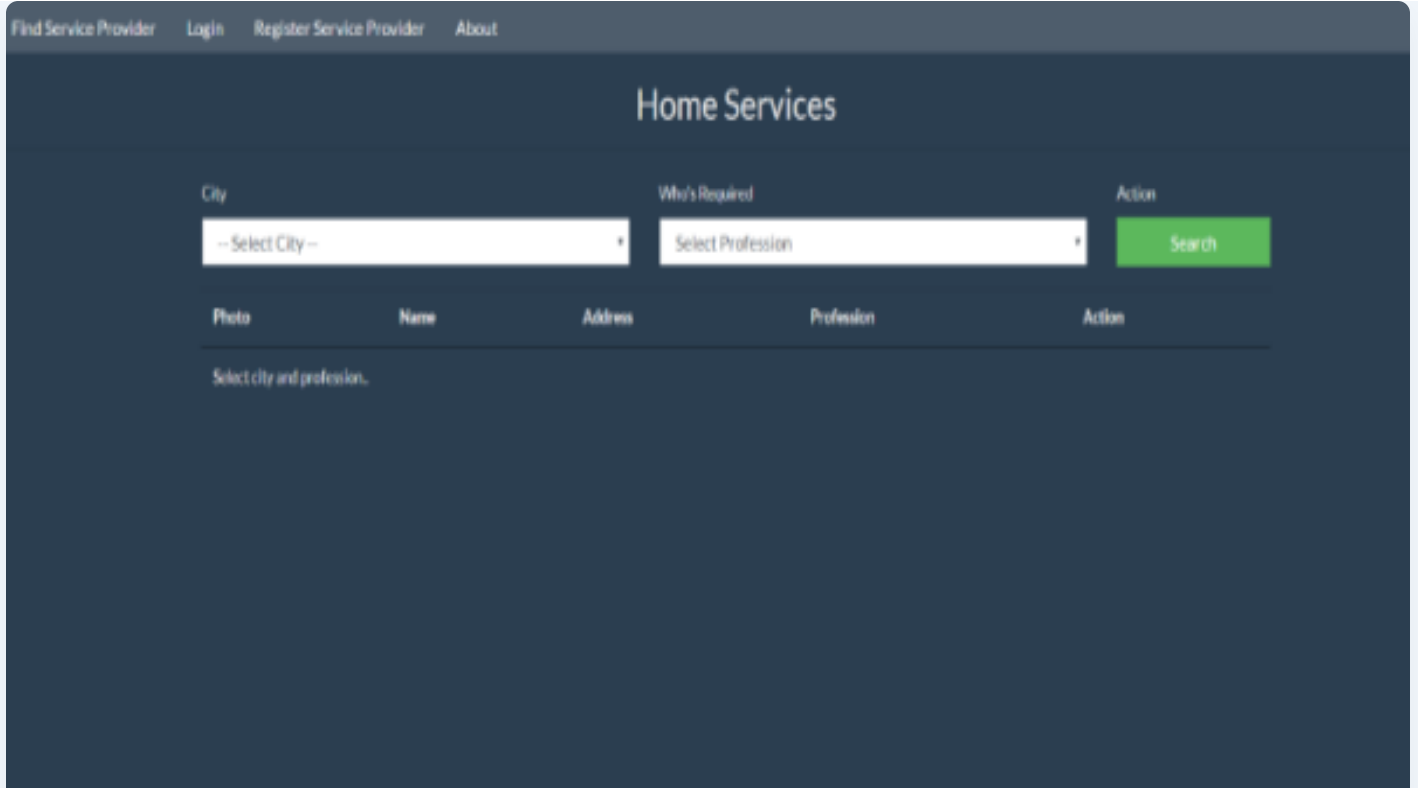 Find Service Provider Login Register Service Provider About
Home Services
City Who's Required Action
-- Select City -- Select Profession Search
Photo Name Address Profession Action
Select city and profession..